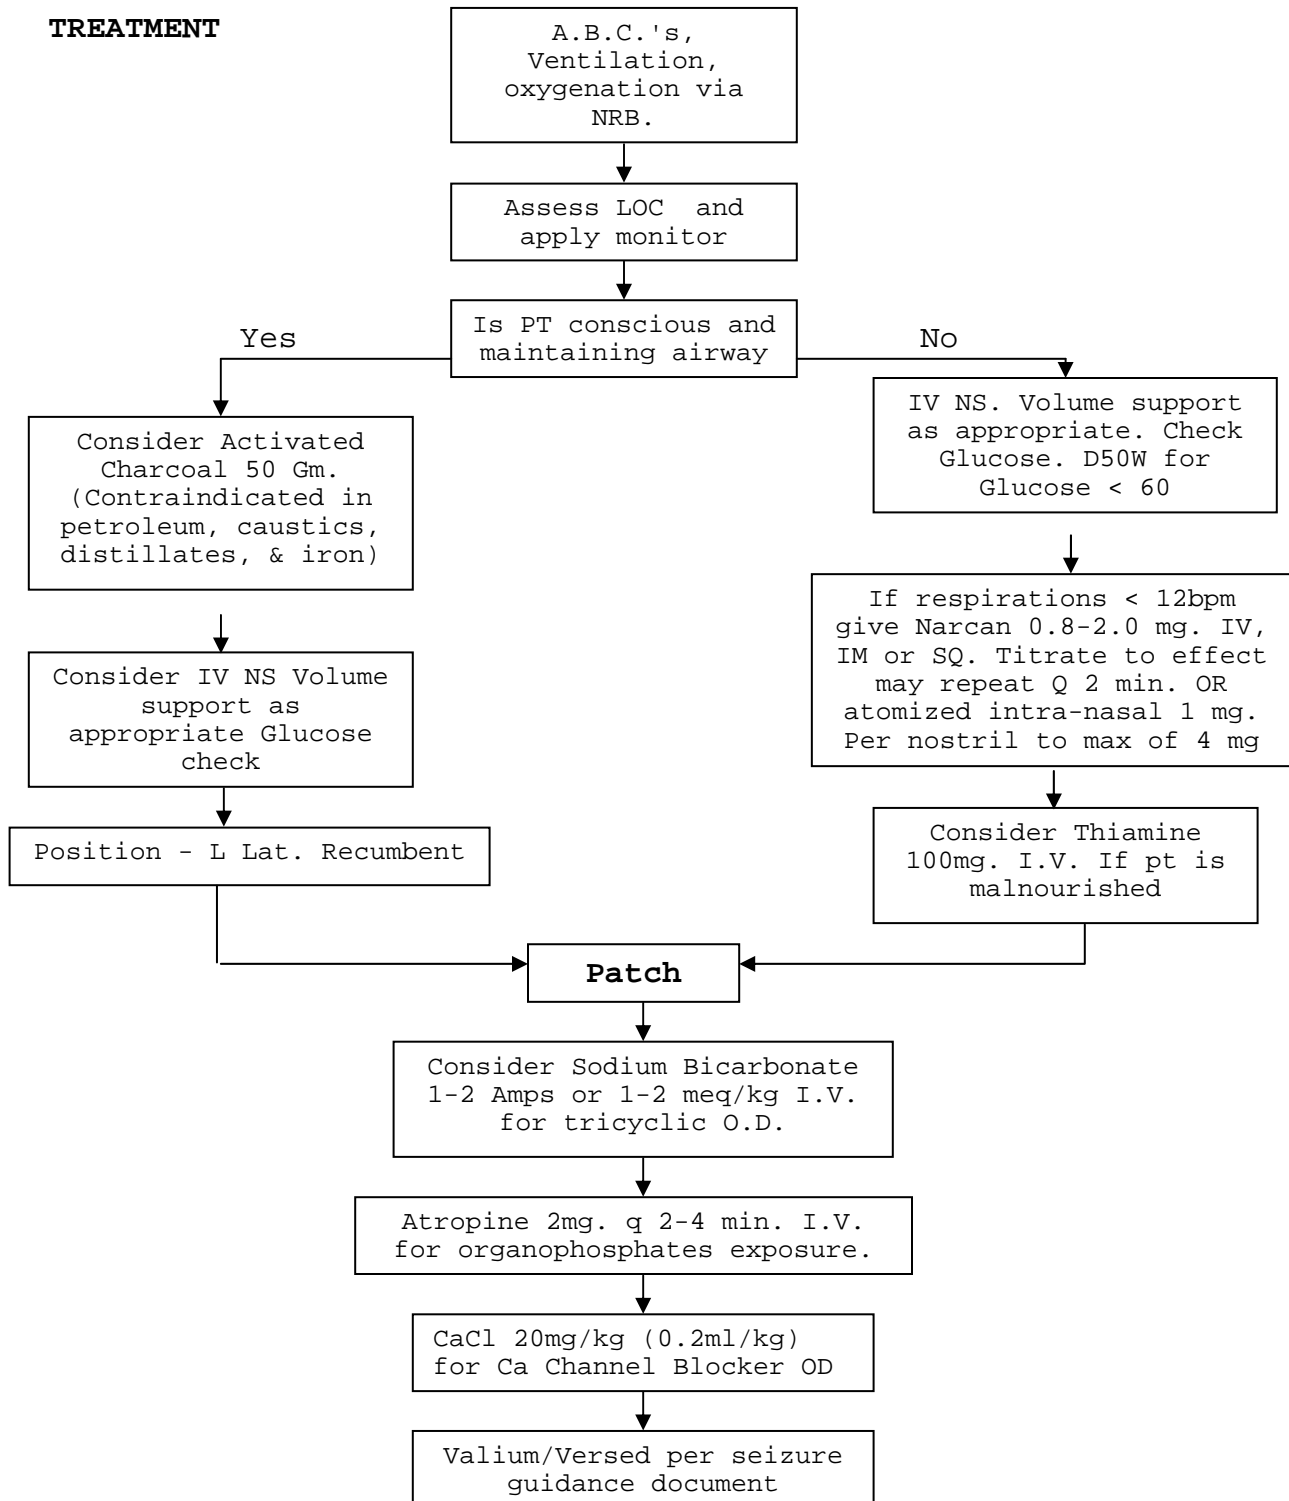 TREATMENT
A.B.C.'s,
Ventilation,
oxygenation via
NRB.
Assess LOC and
apply monitor
Is PT conscious and
maintaining airway
Yes
No
Consider Activated
Charcoal 50 Gm.
(Contraindicated in
petroleum, caustics,
distillates, & iron)
Consider IV NS Volume
support as
appropriate Glucose
check
Position - L Lat. Recumbent
IV NS. Volume support
as appropriate. Check
Glucose. D50W for
Glucose < 60
If respirations < 12bpm
give Narcan 0.8-2.0 mg. IV,
IM or SQ. Titrate to effect
may repeat Q 2 min. OR
atomized intra-nasal 1 mg.
Per nostril to max of 4 mg
Consider Thiamine
100mg. I.V. If pt is
malnourished
Patch
Consider Sodium Bicarbonate
1-2 Amps or 1-2 meq/kg I.V.
for tricyclic O.D.
Atropine 2mg. q 2-4 min. I.V.
for organophosphates exposure.
CaCl 20mg/kg (0.2ml/kg)
for Ca Channel Blocker OD
Valium/Versed per seizure
guidance document